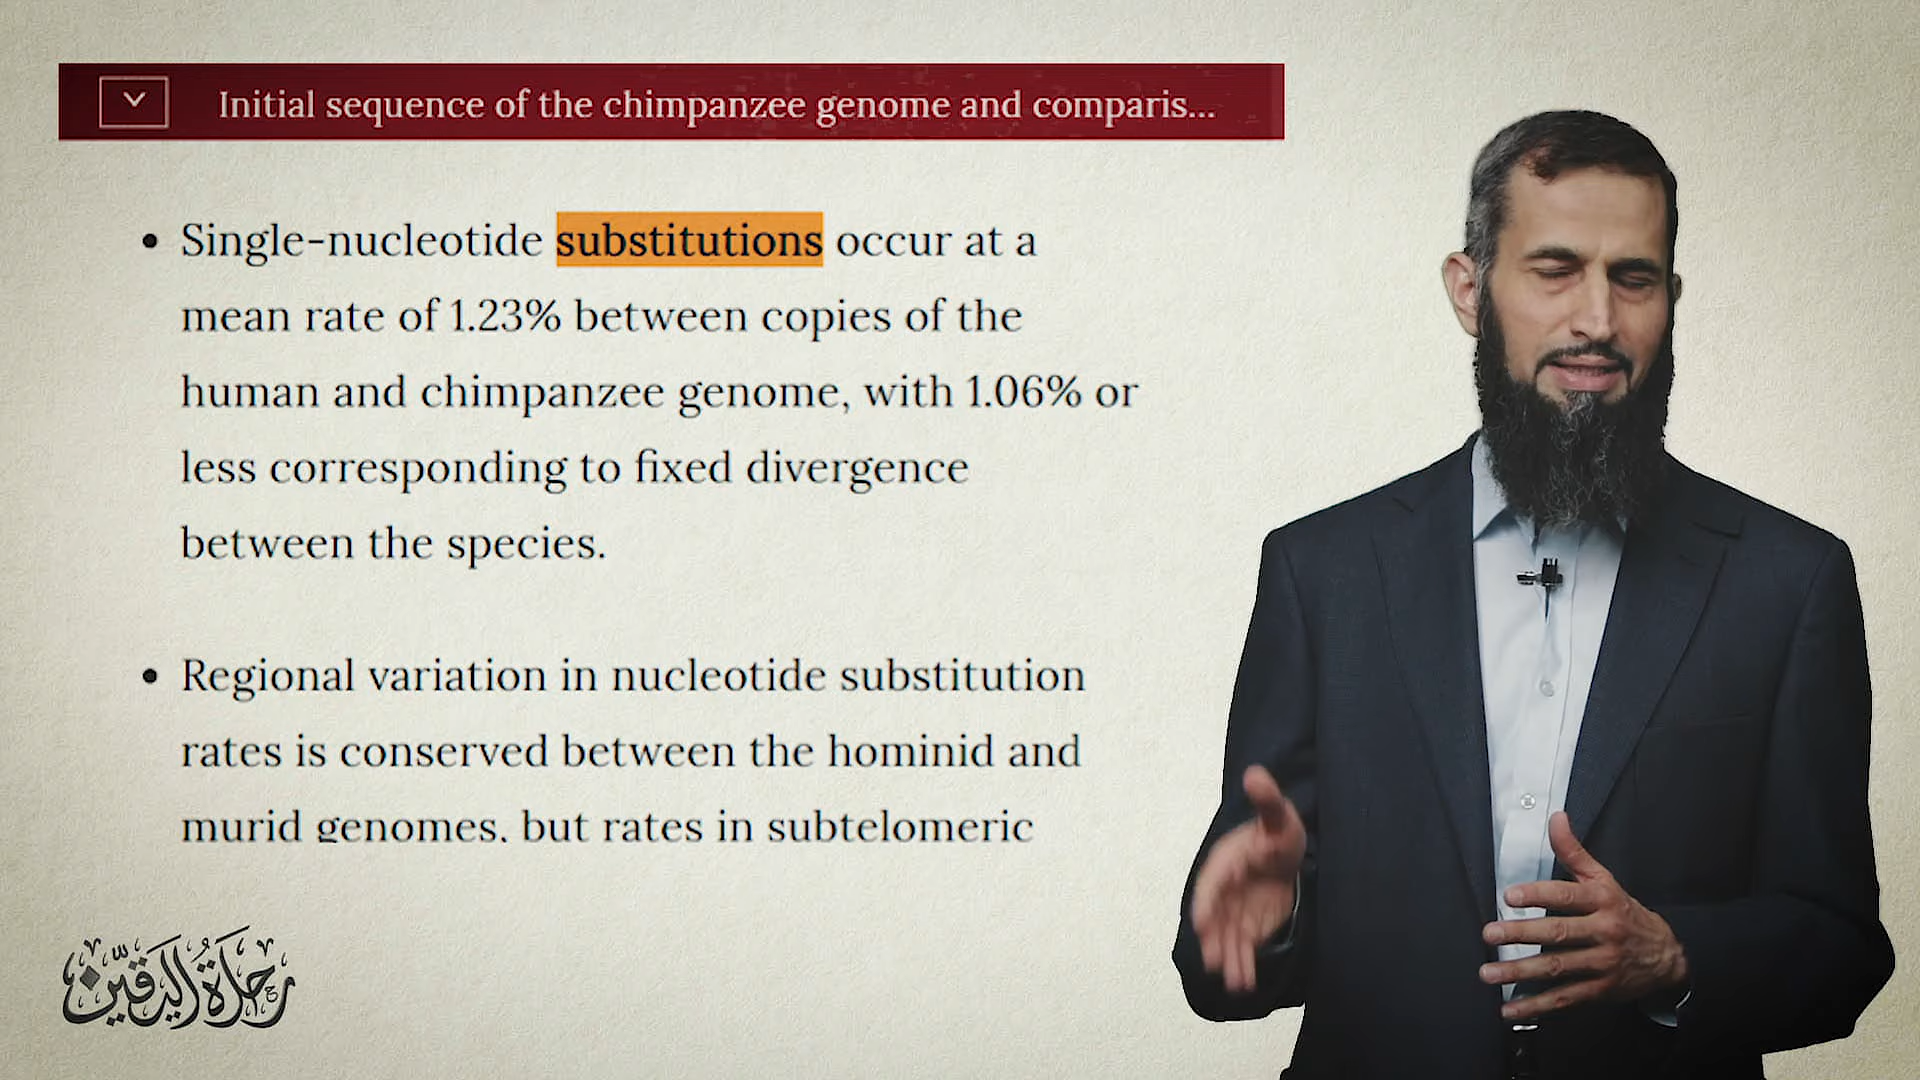 Initial sequence of the chimpanzee genome and comparis...
• Single-nucleotide substitutions occur at a
mean rate of 1.23% between copies of the
human and chimpanzee genome, with 1.06% or
less corresponding to fixed divergence
between the species.
• Regional variation in nucleotide substitution
rates is conserved between the hominid and
murid genomes, but rates in subtelomeric
رحلة اليقين